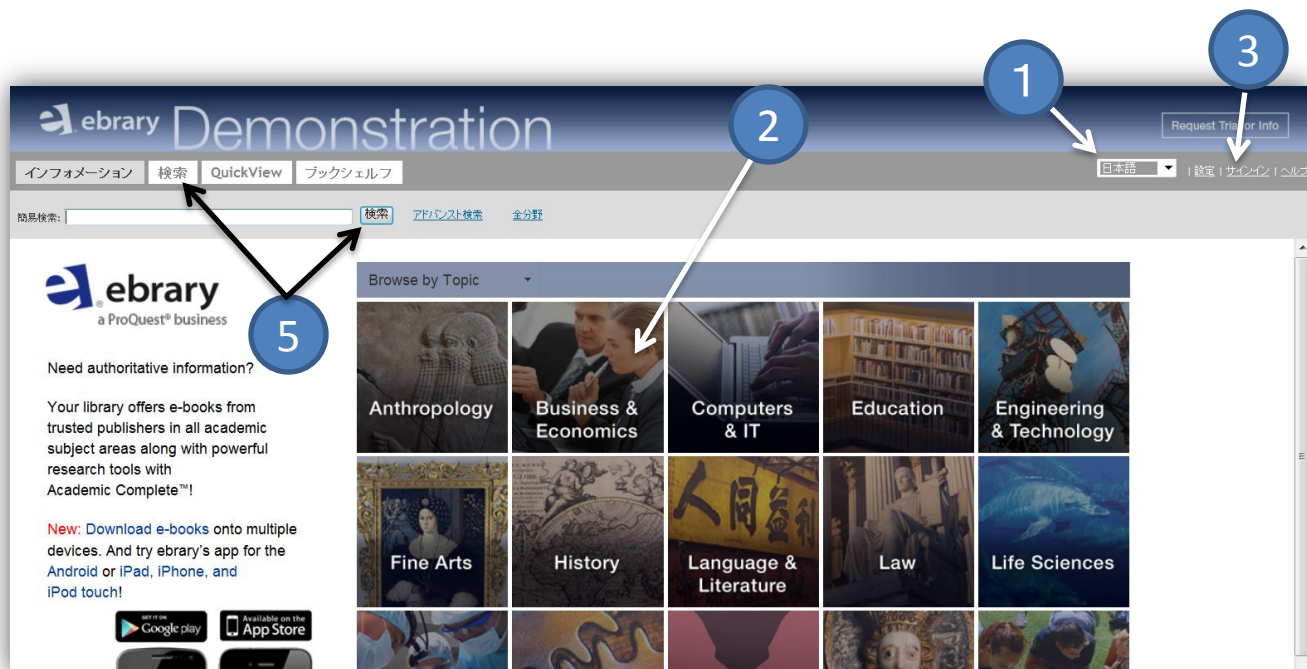 3
1
2
ebrary Demonstration
Request Trial or Info
インフォメーション 検索 QuickView ブックシェルフ
日本語 | 設定 | サインイン | ヘルプ
簡易検索: 検索 アドバンスト検索 全分野
ebrary
a ProQuest® business
5
Need authoritative information?
Your library offers e-books from
trusted publishers in all academic
subject areas along with powerful
research tools with
Academic Complete™!
New: Download e-books onto multiple
devices. And try ebrary's app for the
Android or iPad, iPhone, and
iPod touch!
GET IT ON
Google play
Available on the
App Store
Browse by Topic
Anthropology
Business &
Economics
Computers
& IT
Education
Engineering
& Technology
Fine Arts
History
Language &
Literature
Law
Life Sciences